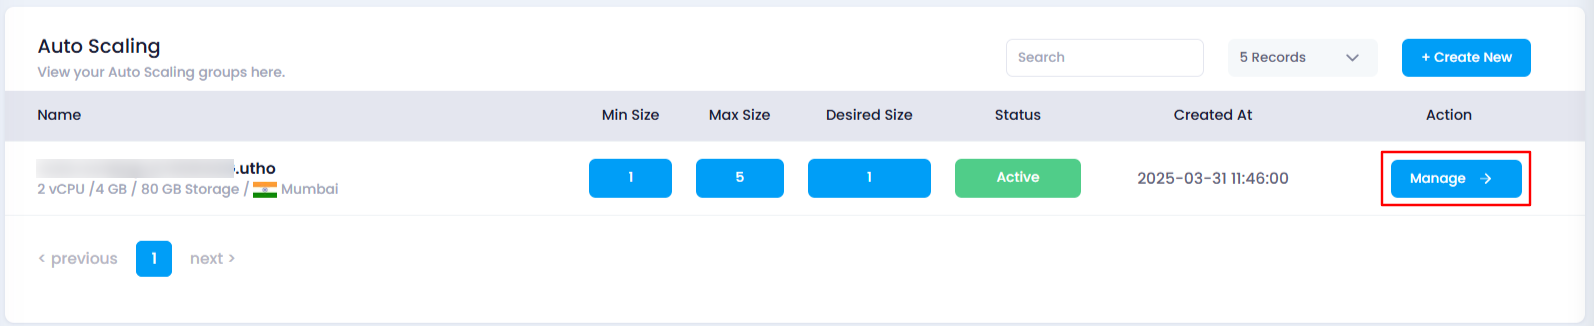 Auto Scaling
View your Auto Scaling groups here.
Search
5 Records
+ Create New
Name Min Size Max Size Desired Size Status Created At Action
.utho
2 vCPU /4 GB / 80 GB Storage / Mumbai
1 5 1 Active 2025-03-31 11:46:00 Manage →
< previous 1 next >